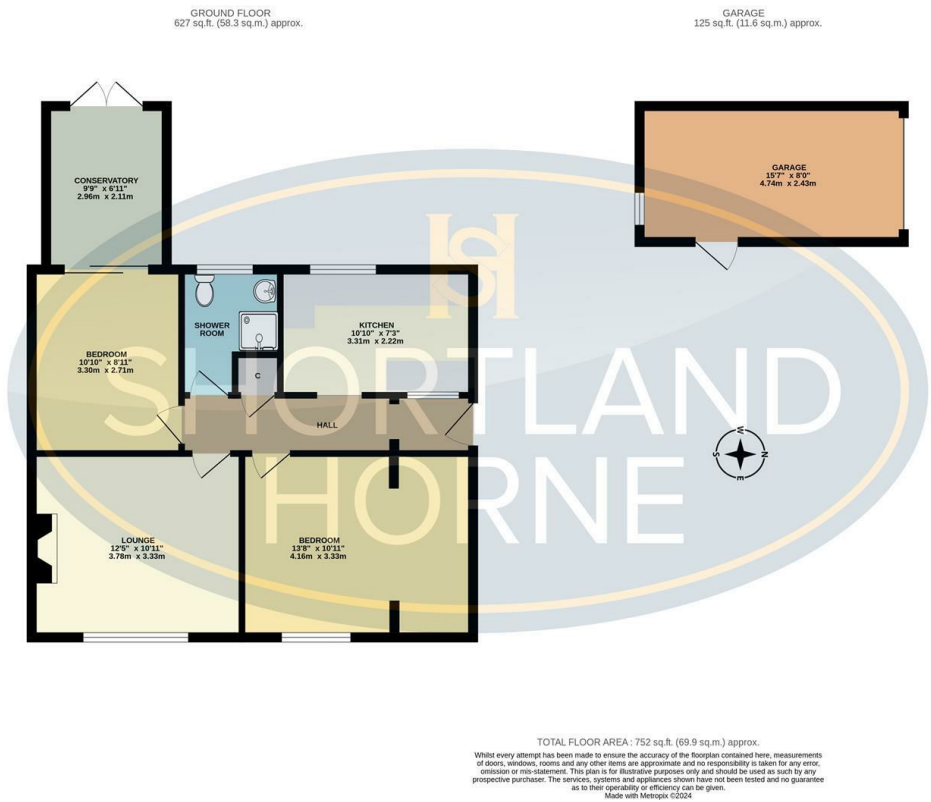 GROUND FLOOR
627 sq.ft. (58.3 sq.m.) approx.
GARAGE
125 sq.ft. (11.6 sq.m.) approx.
CONSERVATORY
9'9" x 6'11"
2.96m x 2.11m
GARAGE
15'7" x 8'0"
4.74m x 2.43m
SHOWER
ROOM
KITCHEN
10'10" x 7'3"
3.31m x 2.22m
BEDROOM
10'10" x 8'11"
3.30m x 2.71m
C
HALL
SHORTLAND
HORNE
LOUNGE
12'5" x 10'11"
3.78m x 3.33m
BEDROOM
13'8" x 10'11"
4.16m x 3.33m
W
S
N
E
TOTAL FLOOR AREA : 752 sq.ft. (69.9 sq.m.) approx.
Whilst every attempt has been made to ensure the accuracy of the floorplan contained here, measurements
of doors, windows, rooms and any other items are approximate and no responsibility is taken for any error,
omission or mis-statement. This plan is for illustrative purposes only and should be used as such by any
prospective purchaser. The services, systems and appliances shown have not been tested and no guarantee
as to their operability or efficiency can be given.
Made with Metropix ©2024